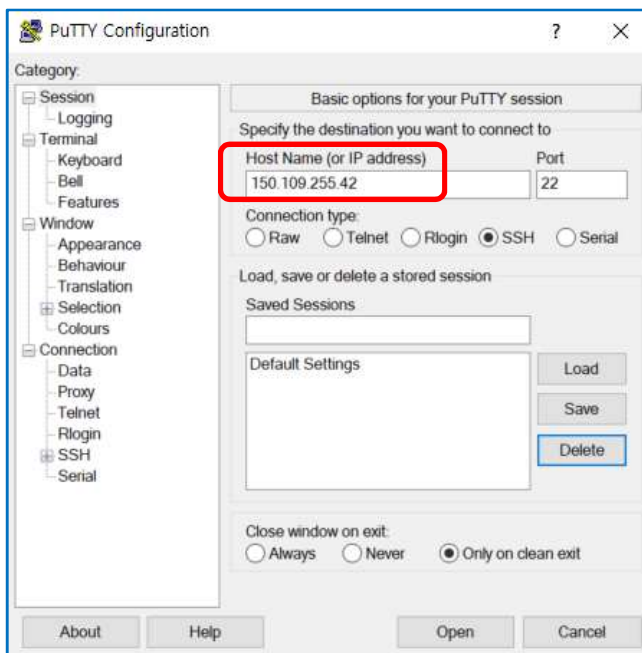 PuTTY Configuration
?
Category:
Session
Logging
Terminal
Keyboard
Bell
Features
Window
Appearance
Behaviour
Translation
Selection
Colours
Connection
Data
Proxy
Telnet
Rlogin
SSH
Serial
Basic options for your PuTTY session
Specify the destination you want to connect to
Host Name (or IP address) Port
150.109.255.42 22
Connection type:
Raw Telnet Rlogin SSH Serial
Load, save or delete a stored session
Saved Sessions
Default Settings
Load
Save
Delete
Close window on exit:
Always Never Only on clean exit
About Help Open Cancel